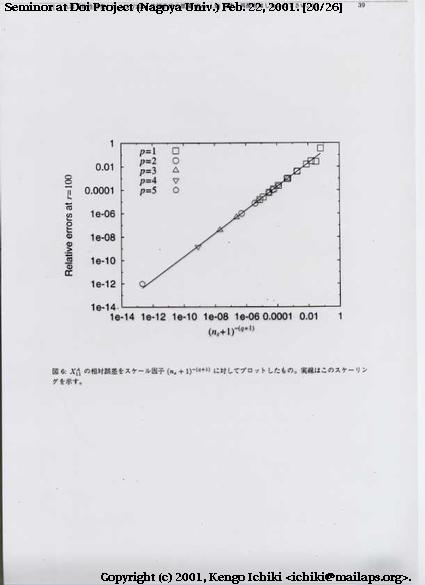 Seminor at Doi Project (Nagoya Univ.) Feb. 22, 2001. [20/26]
39
Relative errors at r=100
1
0.01
0.0001
1e-06
1e-08
1e-10
1e-12
1e-14
p=1
p=2
p=3
p=4
p=5
1e-14 1e-12 1e-10 1e-08 1e-06 0.0001 0.01 1
(nₑ+1)^-(q+1)
図 6: X₁₁ᴬ の相対誤差をスケール因子 (nₑ + 1)^-(q+1) に対してプロットしたもの。実線はこのスケーリン
グを示す。
Copyright (c) 2001, Kengo Ichiki <ichiki@mailaps.org>.